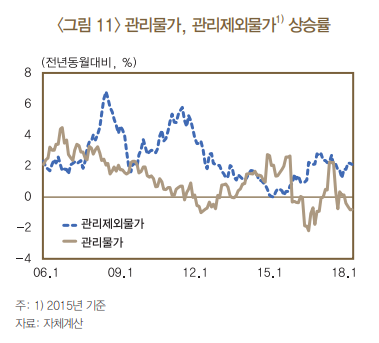 〈그림 11〉 관리물가, 관리제외물가1) 상승률
(전년동월대비, %)
8
6
4
2
0
−2
−4
관리제외물가
관리물가
06.1 09.1 12.1 15.1 18.1
주: 1) 2015년 기준
자료: 자체계산